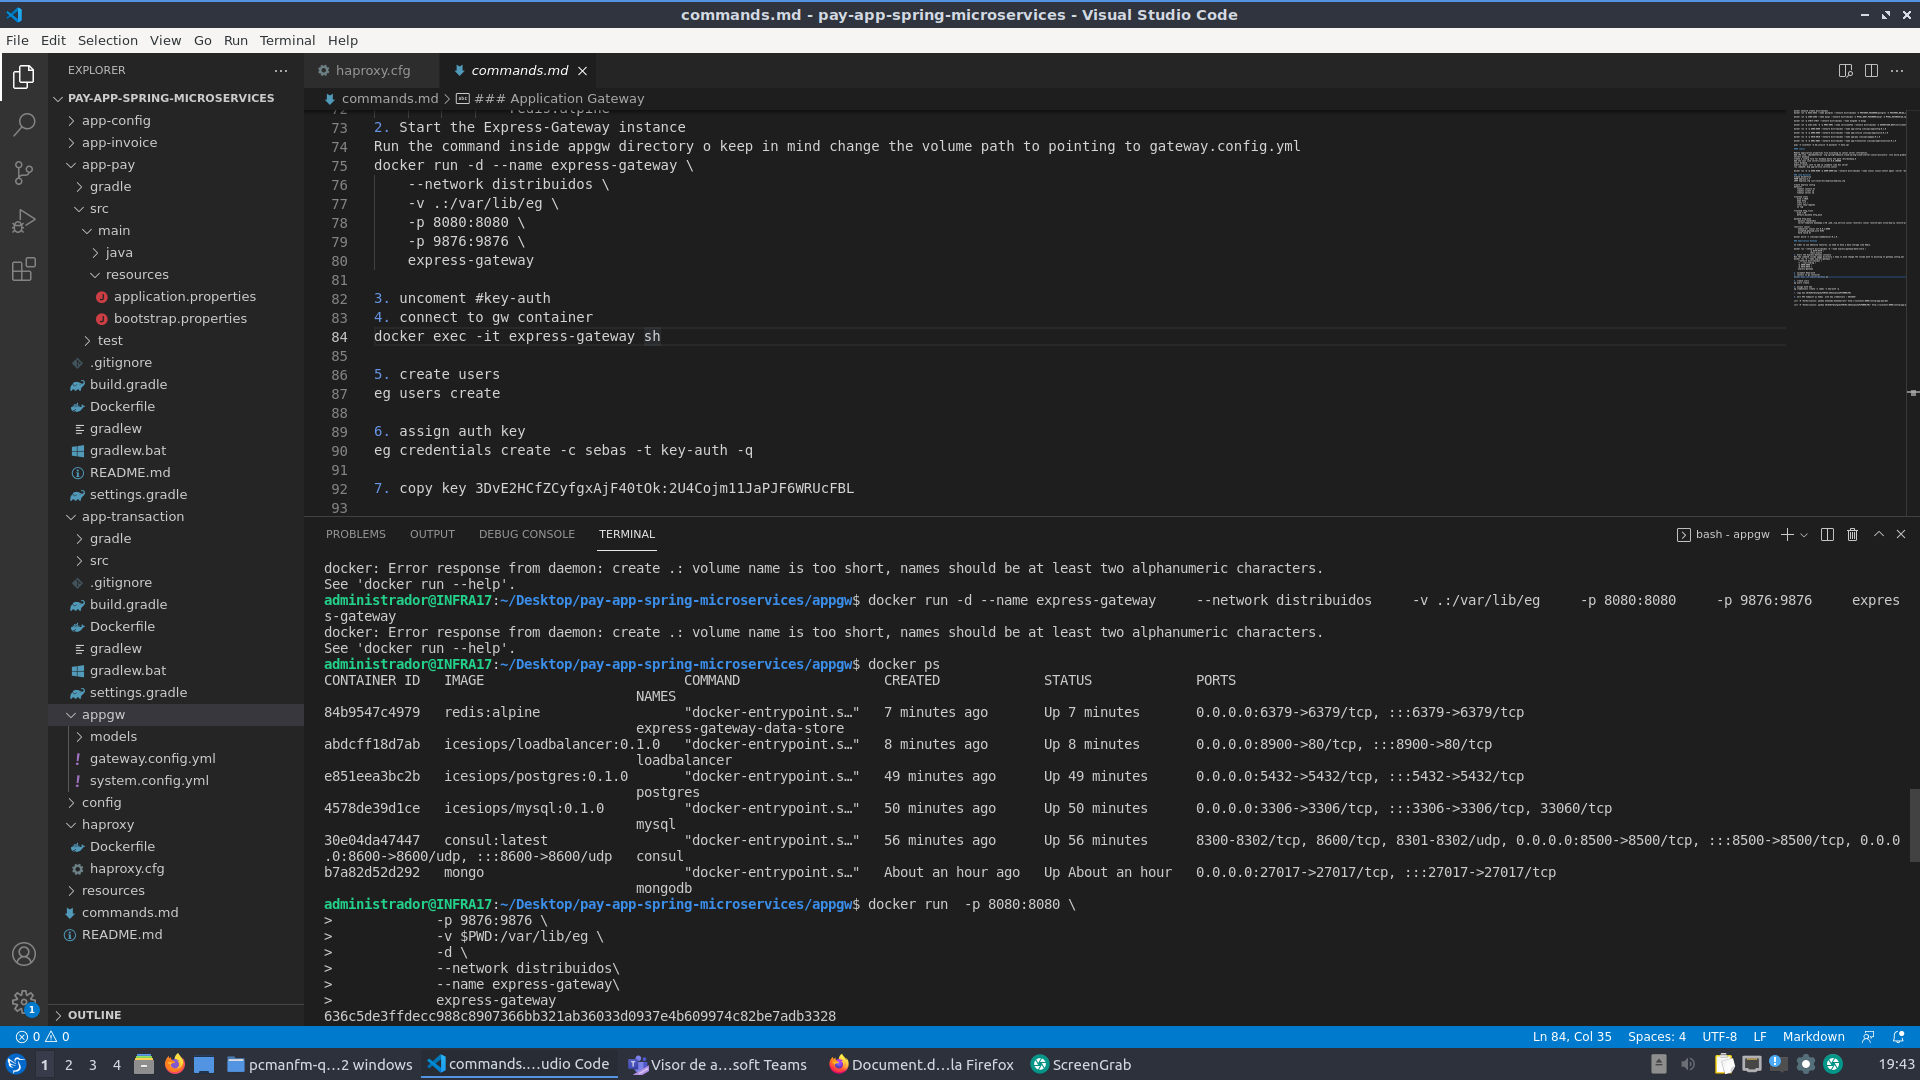 commands.md - pay-app-spring-microservices - Visual Studio Code
File Edit Selection View Go Run Terminal Help
EXPLORER
PAY-APP-SPRING-MICROSERVICES
app-config
app-invoice
app-pay
gradle
src
main
java
resources
application.properties
bootstrap.properties
test
.gitignore
build.gradle
Dockerfile
gradlew
gradlew.bat
README.md
settings.gradle
app-transaction
gradle
src
.gitignore
build.gradle
Dockerfile
gradlew
gradlew.bat
settings.gradle
appgw
models
gateway.config.yml
system.config.yml
config
haproxy
Dockerfile
haproxy.cfg
resources
commands.md
README.md
OUTLINE
haproxy.cfg commands.md
commands.md > ### Application Gateway
72 redis:alpine
73 2. Start the Express-Gateway instance
74 Run the command inside appgw directory o keep in mind change the volume path to pointing to gateway.config.yml
75 docker run -d --name express-gateway \
76 --network distribuidos \
77 -v .:/var/lib/eg \
78 -p 8080:8080 \
79 -p 9876:9876 \
80 express-gateway
81
82 3. uncoment #key-auth
83 4. connect to gw container
84 docker exec -it express-gateway sh
85
86 5. create users
87 eg users create
88
89 6. assign auth key
90 eg credentials create -c sebas -t key-auth -q
91
92 7. copy key 3DvE2HCfZCyfgxAjF40tOk:2U4Cojm11JaPJF6WRUcFBL
93
PROBLEMS OUTPUT DEBUG CONSOLE TERMINAL
bash - appgw
docker: Error response from daemon: create .: volume name is too short, names should be at least two alphanumeric characters.
See 'docker run --help'.
administrador@INFRA17:~/Desktop/pay-app-spring-microservices/appgw$ docker run -d --name express-gateway --network distribuidos -v .:/var/lib/eg -p 8080:8080 -p 9876:9876 expres
s-gateway
docker: Error response from daemon: create .: volume name is too short, names should be at least two alphanumeric characters.
See 'docker run --help'.
administrador@INFRA17:~/Desktop/pay-app-spring-microservices/appgw$ docker ps
CONTAINER ID IMAGE COMMAND CREATED STATUS PORTS
NAMES
84b9547c4979 redis:alpine "docker-entrypoint.s…" 7 minutes ago Up 7 minutes 0.0.0.0:6379->6379/tcp, :::6379->6379/tcp
express-gateway-data-store
abdcff18d7ab icesiops/loadbalancer:0.1.0 "docker-entrypoint.s…" 8 minutes ago Up 8 minutes 0.0.0.0:8900->80/tcp, :::8900->80/tcp
loadbalancer
e851eea3bc2b icesiops/postgres:0.1.0 "docker-entrypoint.s…" 49 minutes ago Up 49 minutes 0.0.0.0:5432->5432/tcp, :::5432->5432/tcp
postgres
4578de39d1ce icesiops/mysql:0.1.0 "docker-entrypoint.s…" 50 minutes ago Up 50 minutes 0.0.0.0:3306->3306/tcp, :::3306->3306/tcp, 33060/tcp
mysql
30e04da47447 consul:latest "docker-entrypoint.s…" 56 minutes ago Up 56 minutes 8300-8302/tcp, 8600/tcp, 8301-8302/udp, 0.0.0.0:8500->8500/tcp, :::8500->8500/tcp, 0.0.0
.0:8600->8600/udp, :::8600->8600/udp consul
b7a82d52d292 mongo "docker-entrypoint.s…" About an hour ago Up About an hour 0.0.0.0:27017->27017/tcp, :::27017->27017/tcp
mongodb
administrador@INFRA17:~/Desktop/pay-app-spring-microservices/appgw$ docker run -p 8080:8080 \
> -p 9876:9876 \
> -v $PWD:/var/lib/eg \
> -d \
> --network distribuidos\
> --name express-gateway\
> express-gateway
636c5de3ffdecc988c8907366bb321ab36033d0937e4b609974c82be7adb3328
0 0 Ln 84, Col 35 Spaces: 4 UTF-8 LF Markdown
1 2 3 4 pcmanfm-q...2 windows commands....udio Code Visor de a...soft Teams Document.d...la Firefox ScreenGrab 19:43